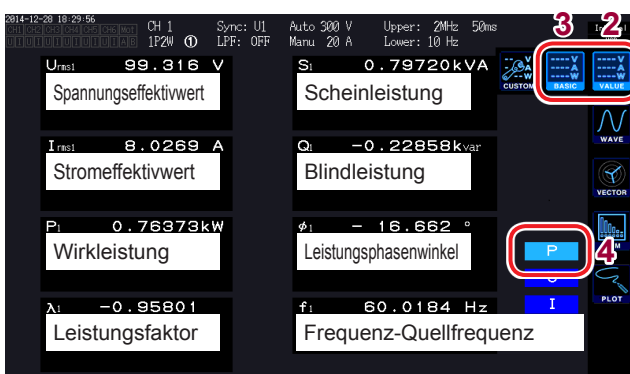 2014-12-28 18:29:56
CH1 CH2 CH3 CH4 CH5 CH6 Mot
CH 1 Sync: U1 Auto 300 V Upper: 2MHz 50ms
1P2W ① LPF: OFF Manu 20 A Lower: 10 Hz
3 2
Urms1 99.316 V
Spannungseffektivwert
S1 0.79720kVA
Scheinleistung
CUSTOM
V A W
BASIC
V A W
VALUE
Irms1 8.0269 A
Stromeffektivwert
Q1 -0.22858kvar
Blindleistung
WAVE
VECTOR
P1 0.76373kW
Wirkleistung
φ1 - 16.662 °
Leistungsphasenwinkel
P
4
λ1 -0.95801
Leistungsfaktor
f1 60.0184 Hz
Frequenz-Quellfrequenz
I
PLOT